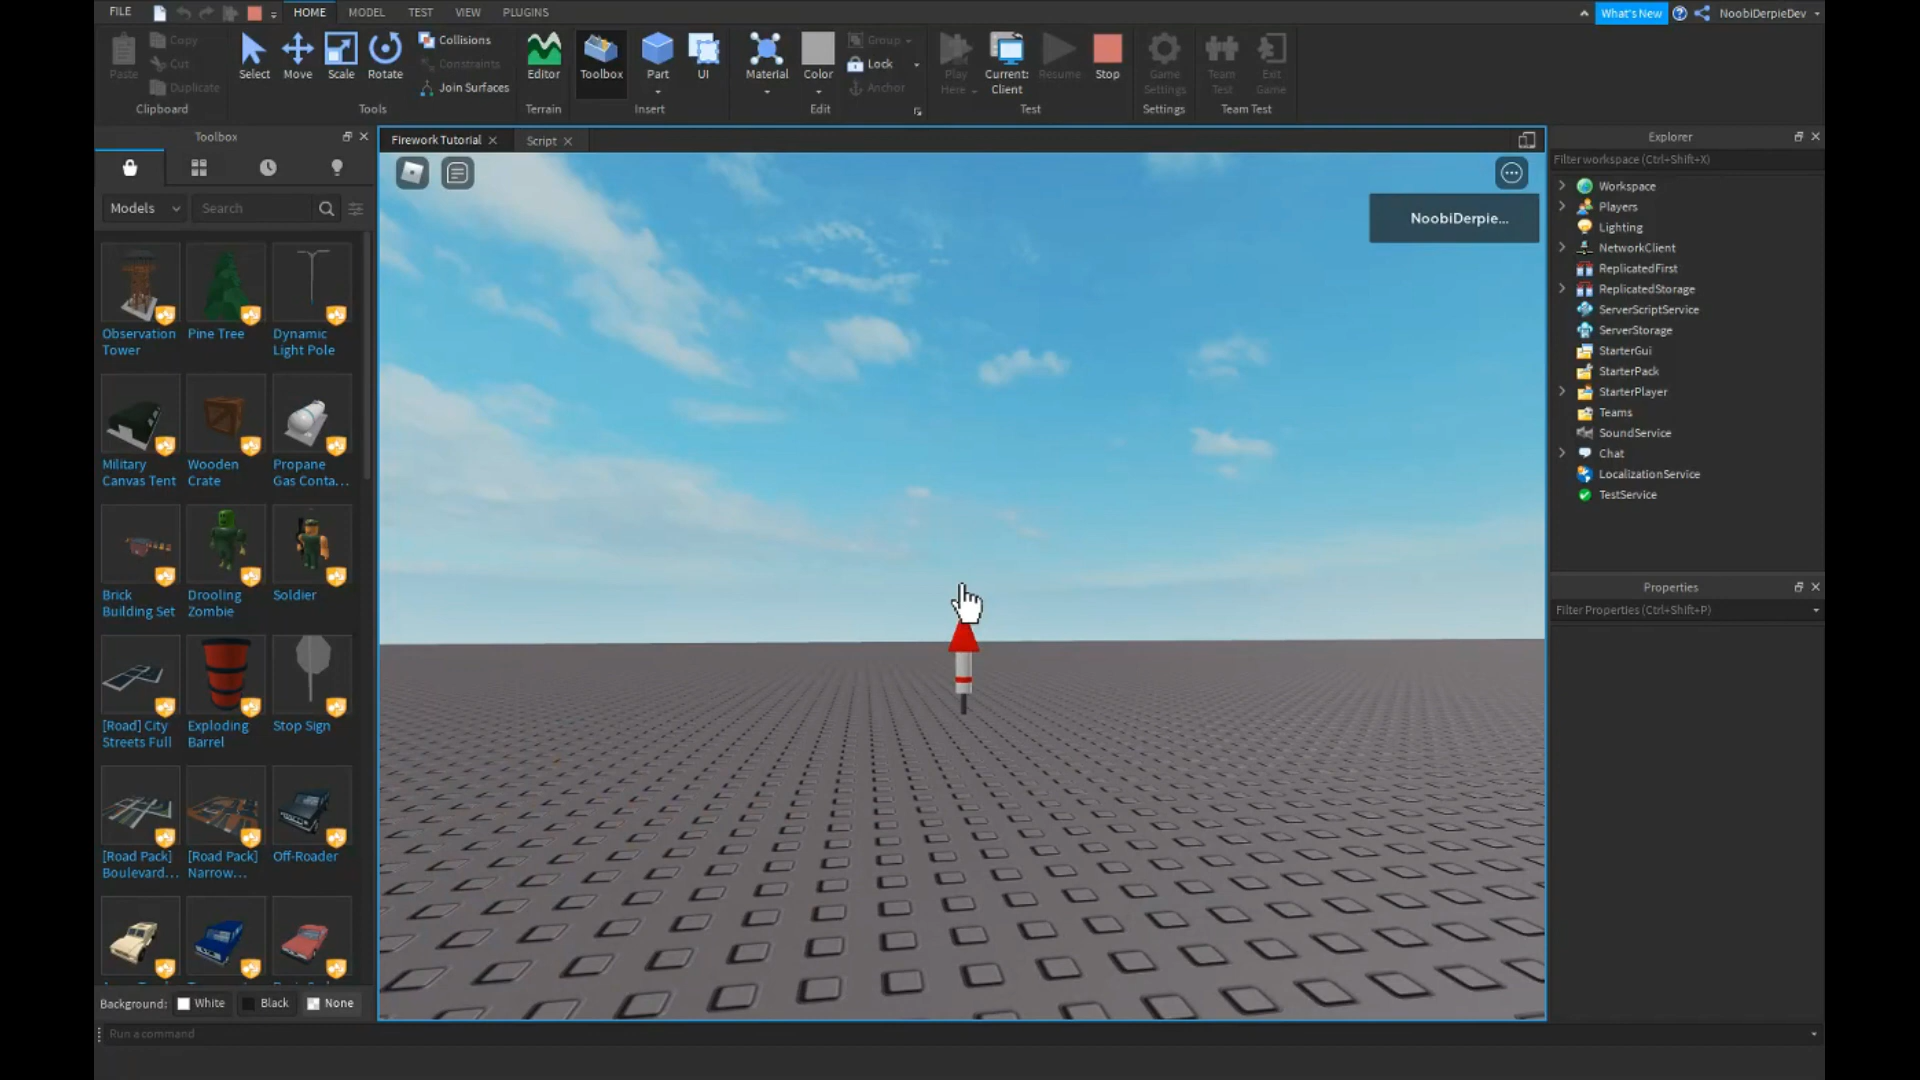 FILE HOME MODEL TEST VIEW PLUGINS What's New NoobiDerpieDev
Paste Copy Cut Duplicate Clipboard
Select Move Scale Rotate Collisions Constraints Join Surfaces Tools
Editor Terrain
Toolbox Part UI Insert
Material Color Group Lock Anchor Edit
Play Here Current: Client Resume Stop Test
Game Settings Settings
Team Test Exit Game Team Test
Toolbox
Models Search
Observation Tower
Pine Tree
Dynamic Light Pole
Military Canvas Tent
Wooden Crate
Propane Gas Conta...
Brick Building Set
Drooling Zombie
Soldier
[Road] City Streets Full
Exploding Barrel
Stop Sign
[Road Pack] Boulevard...
[Road Pack] Narrow...
Off-Roader
Background: White Black None
Run a command
Firework Tutorial Script
NoobiDerpie...
Explorer
Filter workspace (Ctrl+Shift+X)
Workspace
Players
Lighting
NetworkClient
ReplicatedFirst
ReplicatedStorage
ServerScriptService
ServerStorage
StarterGui
StarterPack
StarterPlayer
Teams
SoundService
Chat
LocalizationService
TestService
Properties
Filter Properties (Ctrl+Shift+P)